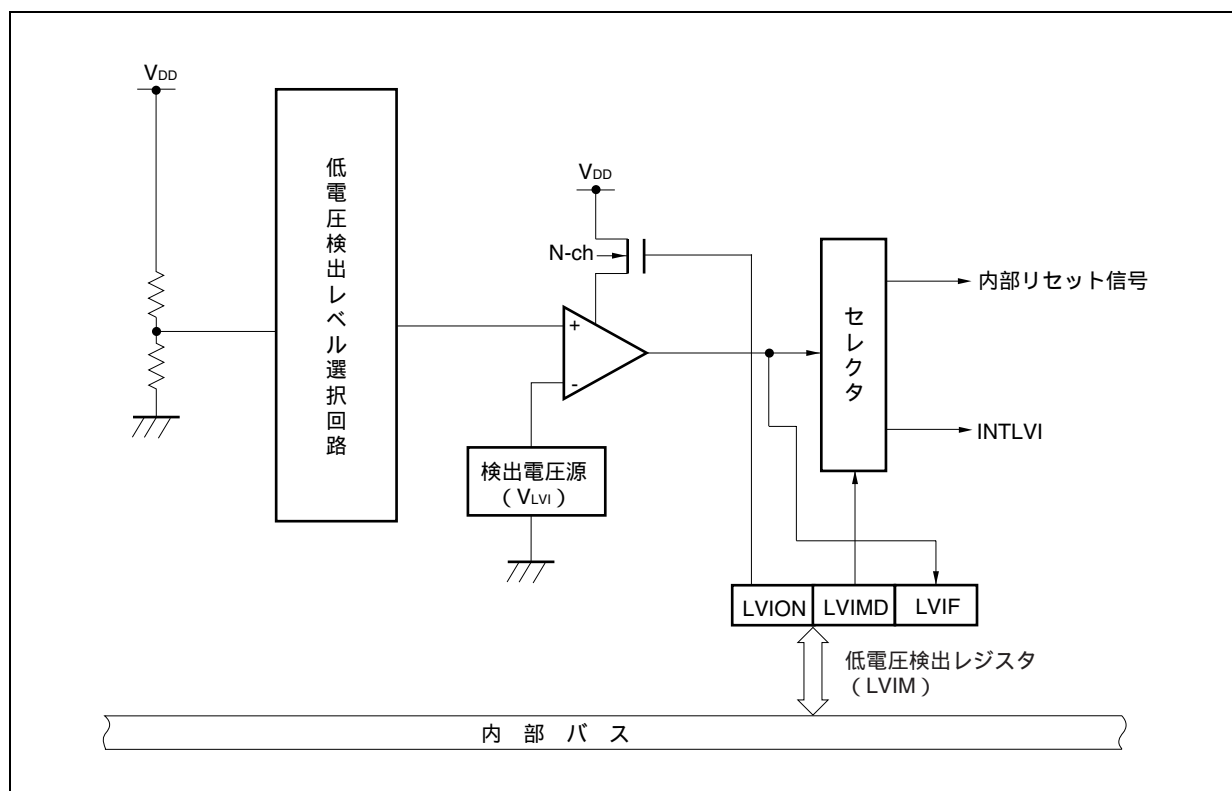 VDD
低電圧検出レベル選択回路
VDD
N-ch
+
-
検出電圧源
（VLVI）
セレクタ
内部リセット信号
INTLVI
LVION LVIMD LVIF
低電圧検出レジスタ
（LVIM）
内 部 バ ス